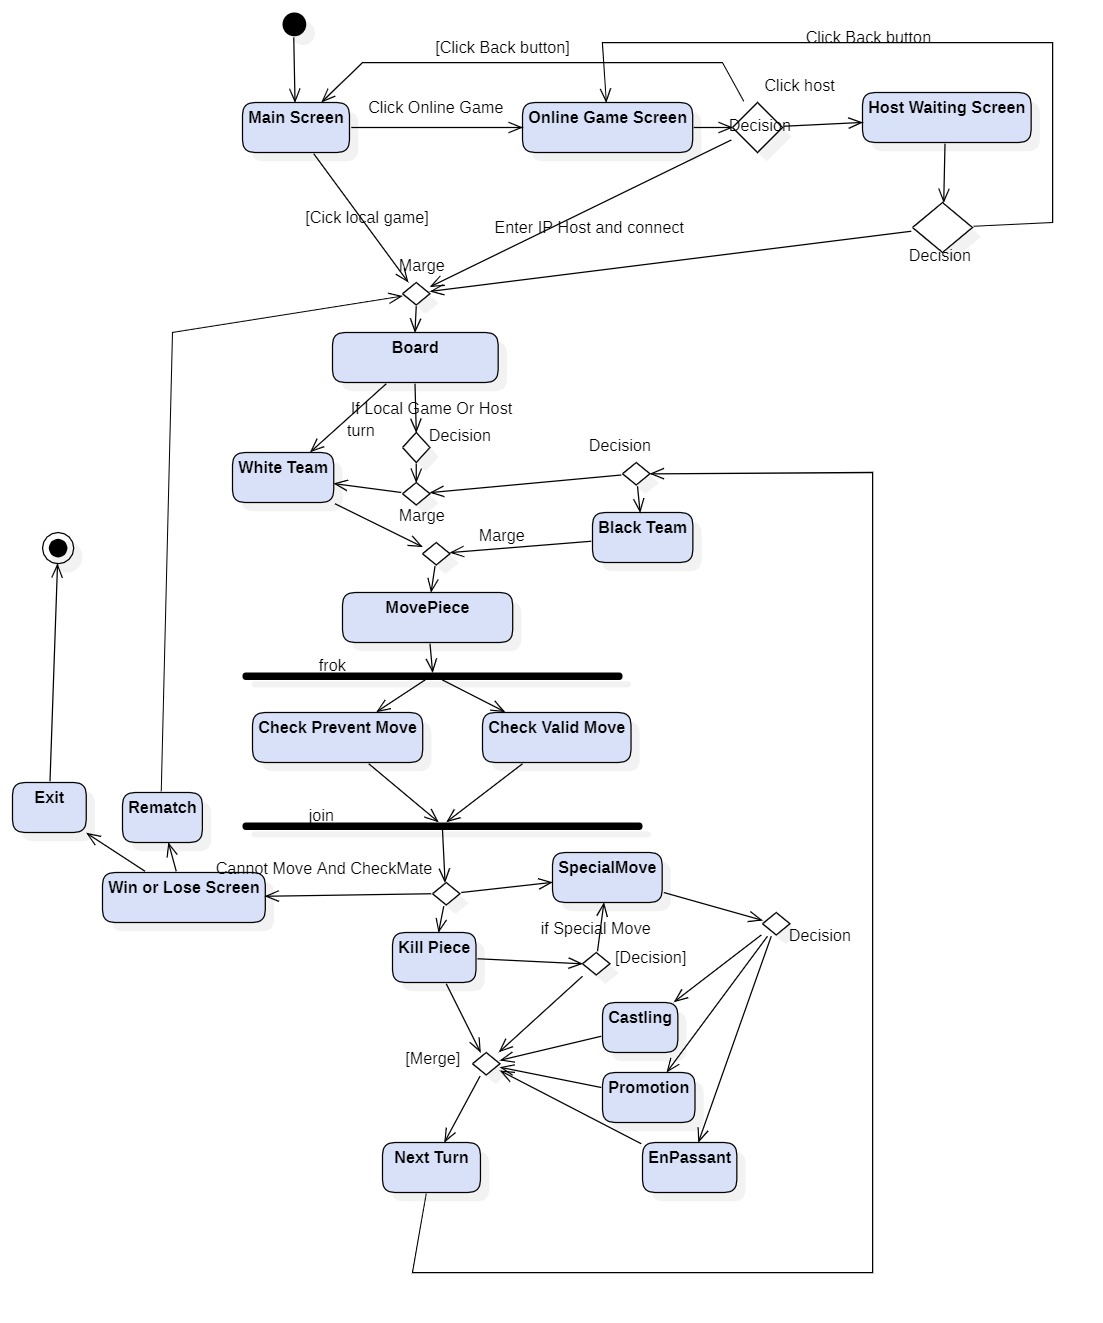 Click Back button
[Click Back button]
Click host
Main Screen
Click Online Game
Online Game Screen
Decision
Host Waiting Screen
[Cick local game]
Enter IP Host and connect
Decision
Marge
Board
If Local Game Or Host
turn
Decision
Decision
White Team
Marge
Black Team
Marge
MovePiece
frok
Check Prevent Move
Check Valid Move
Exit
Rematch
join
Cannot Move And CheckMate
SpecialMove
Win or Lose Screen
if Special Move
Decision
Kill Piece
[Decision]
Castling
[Merge]
Promotion
Next Turn
EnPassant